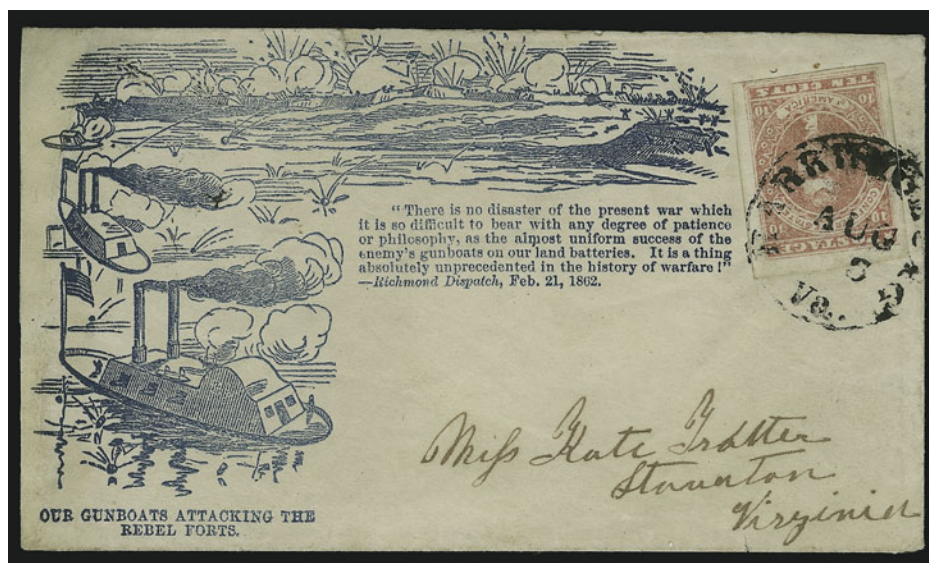 "There is no disaster of the present war which
it is so difficult to bear with any degree of patience
or philosophy, as the almost uniform success of the
enemy's gunboats on our land batteries. It is a thing
absolutely unprecedented in the history of warfare!"
—Richmond Dispatch, Feb. 21, 1862.
TEN CENTS
10 10
OF AMERICA
10
AUG
Va.
Miss Kate Trotter
Staunton
Virginia
OUR GUNBOATS ATTACKING THE
REBEL FORTS.